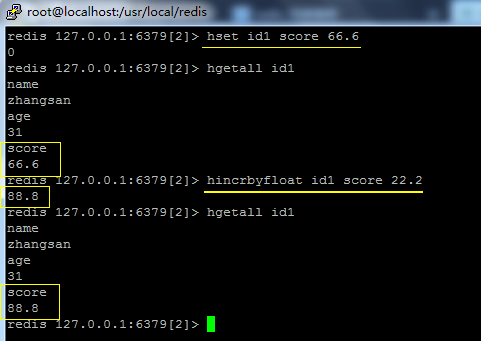 root@localhost:/usr/local/redis
redis 127.0.0.1:6379[2]> hset id1 score 66.6
0
redis 127.0.0.1:6379[2]> hgetall id1
name
zhangsan
age
31
score
66.6
redis 127.0.0.1:6379[2]> hincrbyfloat id1 score 22.2
88.8
redis 127.0.0.1:6379[2]> hgetall id1
name
zhangsan
age
31
score
88.8
redis 127.0.0.1:6379[2]>